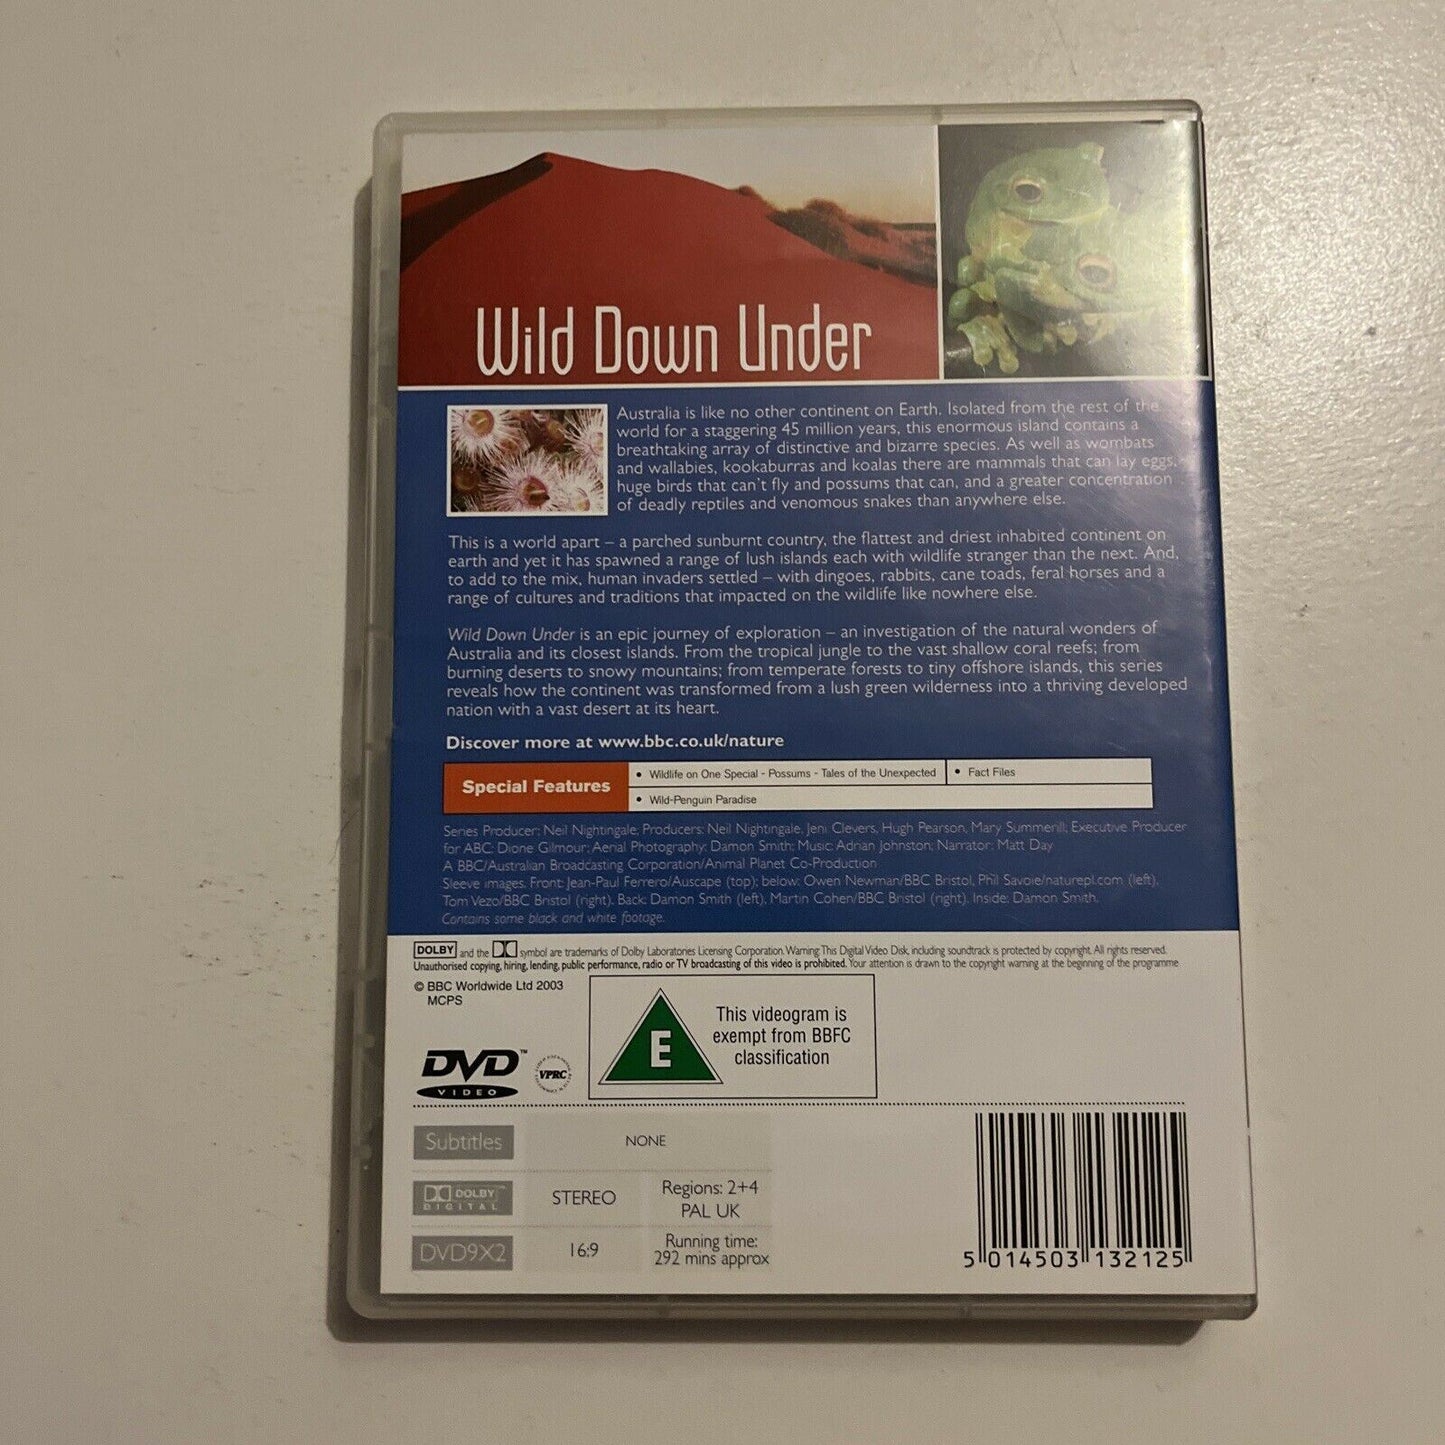 Wild Down Under
Australia is like no other continent on Earth. Isolated from the rest of the
world for a staggering 45 million years, this enormous island contains a
breathtaking array of distinctive and bizarre species. As well as wombats
and wallabies, kookaburras and koalas there are mammals that can lay eggs,
huge birds that can't fly and possums that can, and a greater concentration
of deadly reptiles and venomous snakes than anywhere else.
This is a world apart – a parched sunburnt country, the flattest and driest inhabited continent on
earth and yet it has spawned a range of lush islands each with wildlife stranger than the next. And,
to add to the mix, human invaders settled – with dingoes, rabbits, cane toads, feral horses and a
range of cultures and traditions that impacted on the wildlife like nowhere else.
Wild Down Under is an epic journey of exploration – an investigation of the natural wonders of
Australia and its closest islands. From the tropical jungle to the vast shallow coral reefs; from
burning deserts to snowy mountains; from temperate forests to tiny offshore islands, this series
reveals how the continent was transformed from a lush green wilderness into a thriving developed
nation with a vast desert at its heart.
Discover more at www.bbc.co.uk/nature
Special Features
• Wildlife on One Special - Possums - Tales of the Unexpected
• Fact Files
• Wild-Penguin Paradise
Series Producer: Neil Nightingale; Producers: Neil Nightingale, Jeni Clevers, Hugh Pearson, Mary Summerill; Executive Producer
for ABC: Dione Gilmour; Aerial Photography: Damon Smith; Music: Adrian Johnston; Narrator: Matt Day
A BBC/Australian Broadcasting Corporation/Animal Planet Co-Production
Sleeve images. Front: Jean-Paul Ferrero/Auscape (top); below: Owen Newman/BBC Bristol, Phil Savoie/naturepl.com (left),
Tom Vezo/BBC Bristol (right). Back: Damon Smith (left), Martin Cohen/BBC Bristol (right). Inside: Damon Smith.
Contains some black and white footage.
DOLBY and the symbol are trademarks of Dolby Laboratories Licensing Corporation. Warning: This Digital Video Disk, including soundtrack is protected by copyright. All rights reserved.
Unauthorised copying, hiring, lending, public performance, radio or TV broadcasting of this video is prohibited. Your attention is drawn to the copyright warning at the beginning of the programme
© BBC Worldwide Ltd 2003
MCPS
DVD™
VIDEO
VPRC
E
This videogram is
exempt from BBFC
classification
Subtitles
NONE
DOLBY
DIGITAL
STEREO
Regions: 2+4
PAL UK
DVD9X2
16:9
Running time:
292 mins approx
5 014503 132125